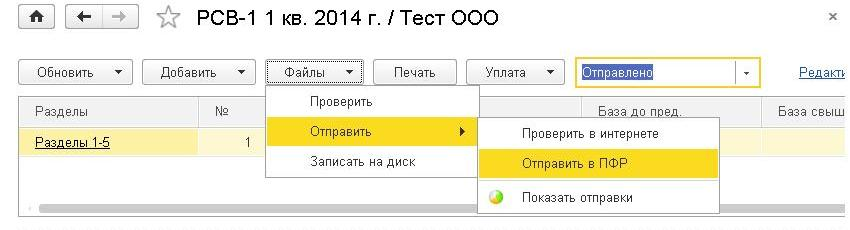 РСВ-1 1 кв. 2014 г. / Тест ООО
Обновить Добавить Файлы Печать Уплата Отправлено Редакти
Разделы № База до пред. База свыш
Проверить
Разделы 1-5 1 Отправить Проверить в интернете
Записать на диск Отправить в ПФР
Показать отправки